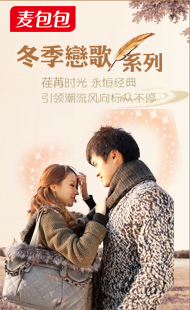 麦包包
冬季戀歌系列
荏苒时光 永恒经典
引领潮流风向标从不停